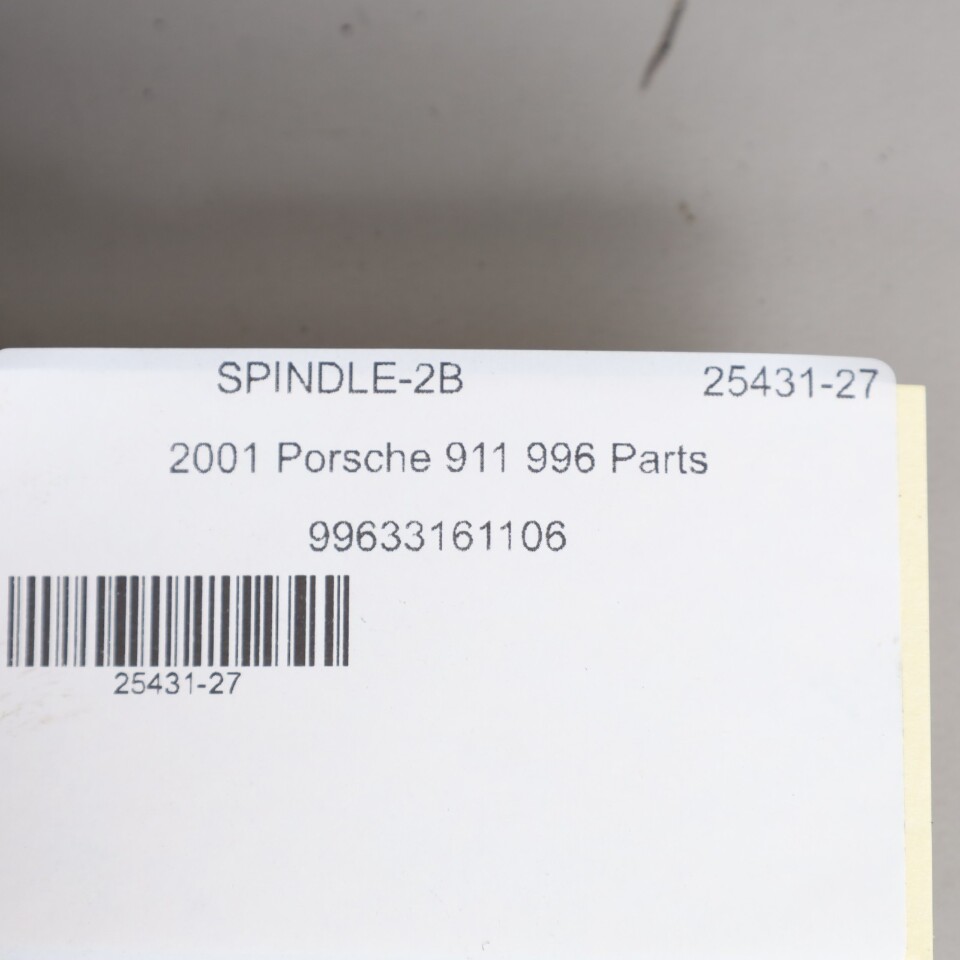 SPINDLE-2B 25431-27
2001 Porsche 911 996 Parts
99633161106
25431-27